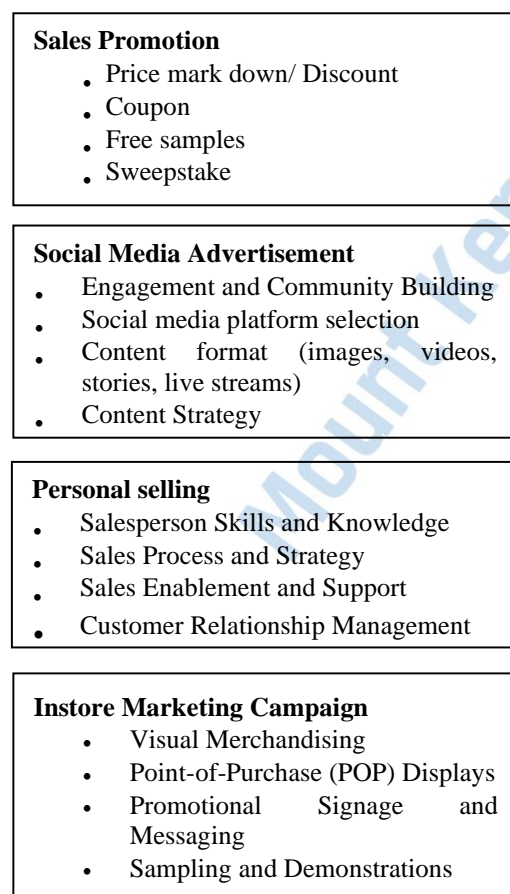 Sales Promotion
• Price mark down/ Discount
• Coupon
• Free samples
• Sweepstake
Social Media Advertisement
• Engagement and Community Building
• Social media platform selection
• Content format (images, videos,
stories, live streams)
• Content Strategy
Personal selling
• Salesperson Skills and Knowledge
• Sales Process and Strategy
• Sales Enablement and Support
• Customer Relationship Management
Instore Marketing Campaign
• Visual Merchandising
• Point-of-Purchase (POP) Displays
• Promotional Signage and
Messaging
• Sampling and Demonstrations
Mount Ken